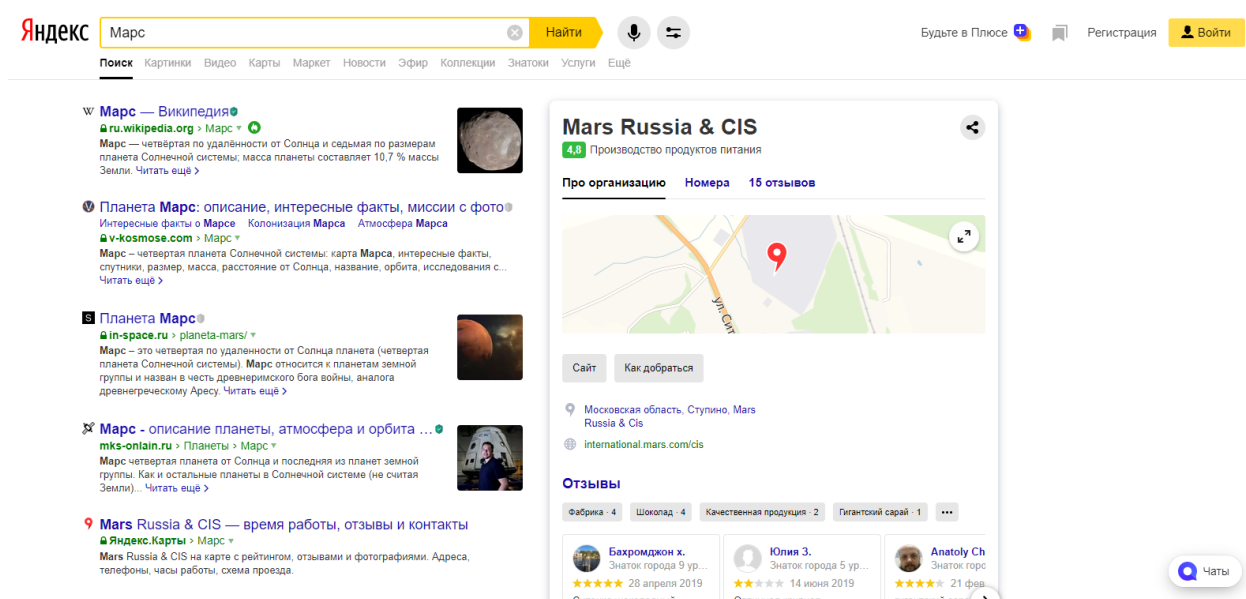 Яндекс
Марс
Найти
Будьте в Плюсе
Регистрация
Войти
Поиск Картинки Видео Карты Маркет Новости Эфир Коллекции Знатоки Услуги Ещё
Марс — Википедия
ru.wikipedia.org › Марс
Марс — четвёртая по удалённости от Солнца и седьмая по размерам
планета Солнечной системы; масса планеты составляет 10,7 % массы
Земли. Читать ещё ›
Планета Марс: описание, интересные факты, миссии с фото
Интересные факты о Марсе Колонизация Марса Атмосфера Марса
v-kosmose.com › Марс
Марс – четвертая планета Солнечной системы: карта Марса, интересные факты,
спутники, размер, масса, расстояние от Солнца, название, орбита, исследования с...
Читать ещё ›
Планета Марс
in-space.ru › planeta-mars/
Марс – это четвертая по удаленности от Солнца планета (четвертая
планета Солнечной системы). Марс относится к планетам земной
группы и назван в честь древнеримского бога войны, аналога
древнегреческому Аресу. Читать ещё ›
Марс - описание планеты, атмосфера и орбита ...
mks-onlain.ru › Планеты › Марс
Марс четвертая планета от Солнца и последняя из планет земной
группы. Как и остальные планеты в Солнечной системе (не считая
Земли)... Читать ещё ›
Mars Russia & CIS — время работы, отзывы и контакты
Яндекс.Карты › Марс
Mars Russia & CIS на карте с рейтингом, отзывами и фотографиями. Адреса,
телефоны, часы работы, схема проезда.
Mars Russia & CIS
4,8 Производство продуктов питания
Про организацию Номера 15 отзывов
ул. Сит
Сайт Как добраться
Московская область, Ступино, Mars
Russia & Cis
international.mars.com/cis
Отзывы
Фабрика · 4 Шоколад · 4 Качественная продукция · 2 Гигантский сарай · 1 •••
Бахромджон х.
Знаток города 9 ур...
28 апреля 2019
Юлия З.
Знаток города 5 ур...
14 июня 2019
Anatoly Ch
Знаток горо
21 фев
Чаты